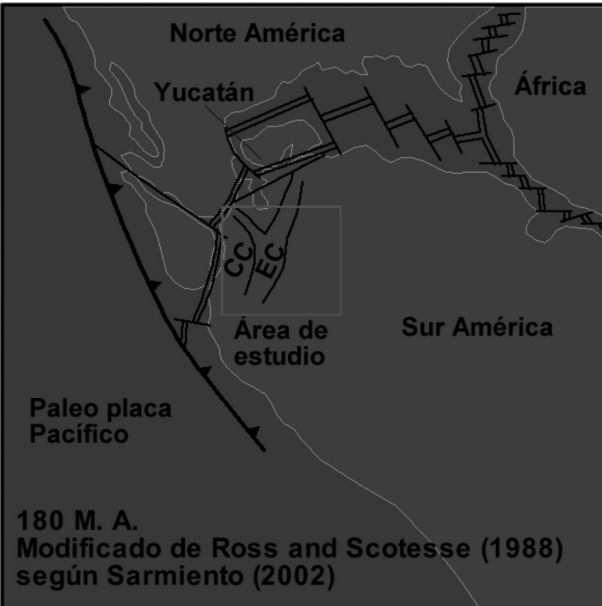 Norte América
África
Yucatán
CC
EC
Área de
estudio
Sur América
Paleo placa
Pacífico
180 M. A.
Modificado de Ross and Scotesse (1988)
según Sarmiento (2002)